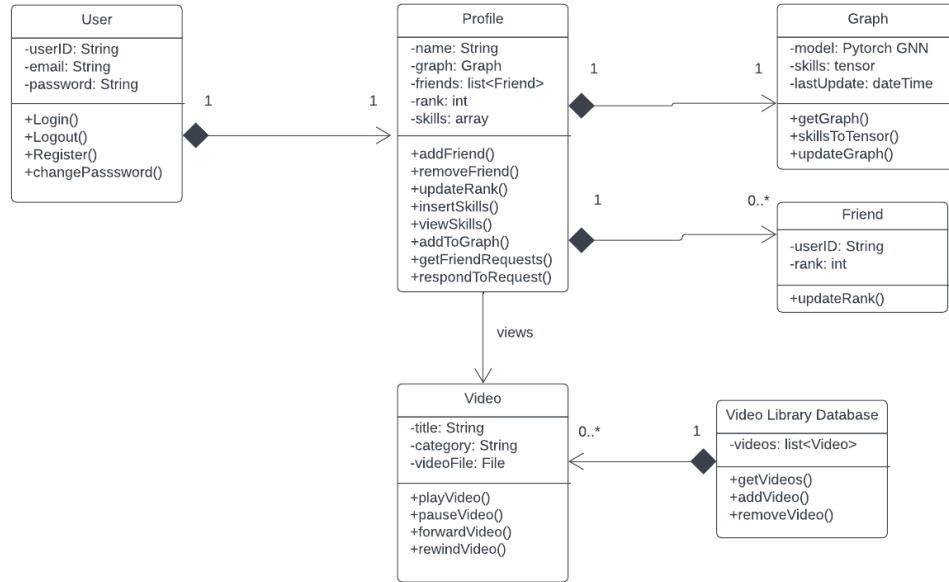 User
-userID: String
-email: String
-password: String
+Login()
+Logout()
+Register()
+changePasssword()
1
1
Profile
-name: String
-graph: Graph
-friends: list<Friend>
-rank: int
-skills: array
+addFriend()
+removeFriend()
+updateRank()
+insertSkills()
+viewSkills()
+addToGraph()
+getFriendRequests()
+respondToRequest()
1
1
Graph
-model: Pytorch GNN
-skills: tensor
-lastUpdate: dateTime
+getGraph()
+skillsToTensor()
+updateGraph()
1
0..*
Friend
-userID: String
-rank: int
+updateRank()
views
Video
-title: String
-category: String
-videoFile: File
+playVideo()
+pauseVideo()
+forwardVideo()
+rewindVideo()
0..*
1
Video Library Database
-videos: list<Video>
+getVideos()
+addVideo()
+removeVideo()